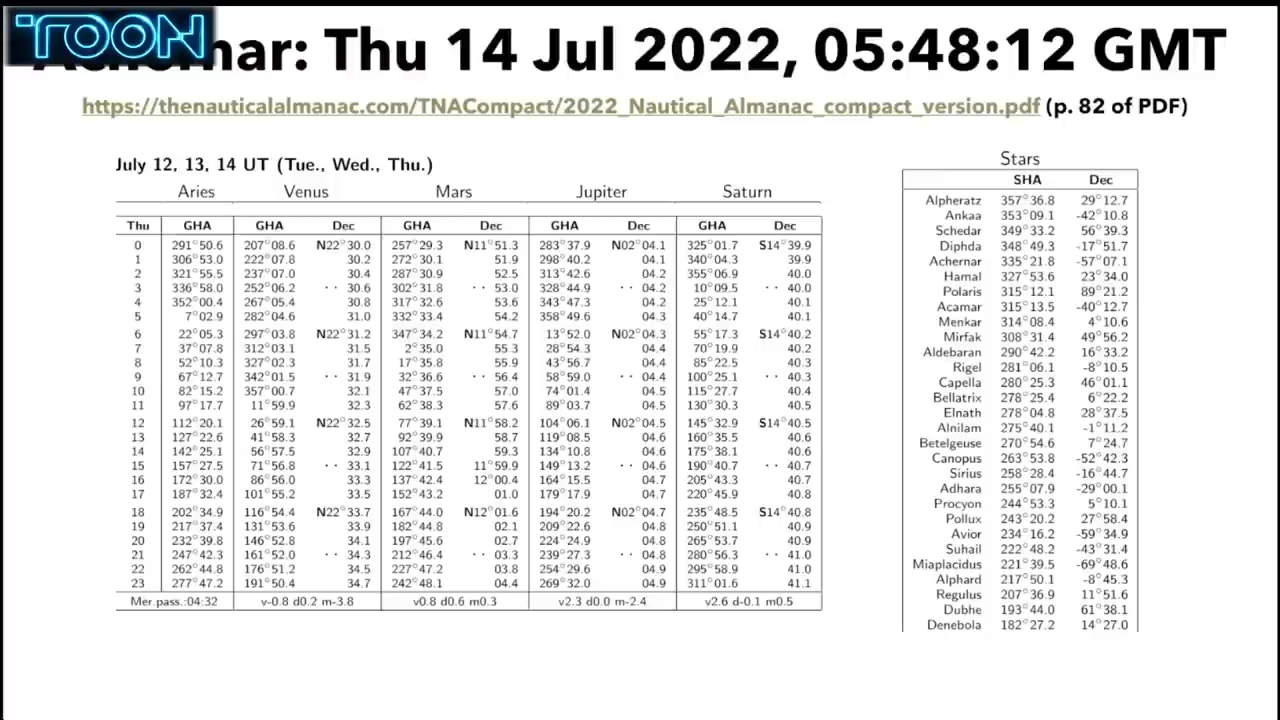 TOON
nar: Thu 14 Jul 2022, 05:48:12 GMT
https://thenauticalalmanac.com/TNACompact/2022_Nautical_Almanac_compact_version.pdf (p. 82 of PDF)
July 12, 13, 14 UT (Tue., Wed., Thu.)
Aries Venus Mars Jupiter Saturn
Thu GHA GHA Dec GHA Dec GHA Dec GHA Dec
0 291°50.6 207°08.6 N22°30.0 257°29.3 N11°51.3 283°37.9 N02°04.1 325°01.7 S14°39.9
1 306°53.0 222°07.8 30.2 272°30.1 51.9 298°40.2 04.1 340°04.3 39.9
2 321°55.5 237°07.0 30.4 287°30.9 52.5 313°42.6 04.2 355°06.9 40.0
3 336°58.0 252°06.2 ·· 30.6 302°31.8 ·· 53.0 328°44.9 ·· 04.2 10°09.5 ·· 40.0
4 352°00.4 267°05.4 30.8 317°32.6 53.6 343°47.3 04.2 25°12.1 40.1
5 7°02.9 282°04.6 31.0 332°33.4 54.2 358°49.6 04.3 40°14.7 40.1
6 22°05.3 297°03.8 N22°31.2 347°34.2 N11°54.7 13°52.0 N02°04.3 55°17.3 S14°40.2
7 37°07.8 312°03.1 31.5 2°35.0 55.3 28°54.3 04.4 70°19.9 40.2
8 52°10.3 327°02.3 31.7 17°35.8 55.9 43°56.7 04.4 85°22.5 40.3
9 67°12.7 342°01.5 ·· 31.9 32°36.6 ·· 56.4 58°59.0 ·· 04.4 100°25.1 ·· 40.3
10 82°15.2 357°00.7 32.1 47°37.5 57.0 74°01.4 04.5 115°27.7 40.4
11 97°17.7 11°59.9 32.3 62°38.3 57.6 89°03.7 04.5 130°30.3 40.5
12 112°20.1 26°59.1 N22°32.5 77°39.1 N11°58.2 104°06.1 N02°04.5 145°32.9 S14°40.5
13 127°22.6 41°58.3 32.7 92°39.9 58.7 119°08.5 04.6 160°35.5 40.6
14 142°25.1 56°57.5 32.9 107°40.7 59.3 134°10.8 04.6 175°38.1 40.6
15 157°27.5 71°56.8 ·· 33.1 122°41.5 11°59.9 149°13.2 ·· 04.6 190°40.7 ·· 40.7
16 172°30.0 86°56.0 33.3 137°42.4 12°00.4 164°15.5 04.7 205°43.3 40.7
17 187°32.4 101°55.2 33.5 152°43.2 01.0 179°17.9 04.7 220°45.9 40.8
18 202°34.9 116°54.4 N22°33.7 167°44.0 N12°01.6 194°20.2 N02°04.7 235°48.5 S14°40.8
19 217°37.4 131°53.6 33.9 182°44.8 02.1 209°22.6 04.8 250°51.1 40.9
20 232°39.8 146°52.8 34.1 197°45.6 02.7 224°24.9 04.8 265°53.7 40.9
21 247°42.3 161°52.0 ·· 34.3 212°46.4 ·· 03.3 239°27.3 ·· 04.8 280°56.3 ·· 41.0
22 262°44.8 176°51.2 34.5 227°47.2 03.8 254°29.6 04.9 295°58.9 41.0
23 277°47.2 191°50.4 34.7 242°48.1 04.4 269°32.0 04.9 311°01.6 41.1
Mer.pass.:04:32 v-0.8 d0.2 m-3.8 v0.8 d0.6 m0.3 v2.3 d0.0 m-2.4 v2.6 d-0.1 m0.5
Stars
SHA Dec
Alpheratz 357°36.8 29°12.7
Ankaa 353°09.1 -42°10.8
Schedar 349°33.2 56°39.3
Diphda 348°49.3 -17°51.7
Achernar 335°21.8 -57°07.1
Hamal 327°53.6 23°34.0
Polaris 315°12.1 89°21.2
Acamar 315°13.5 -40°12.7
Menkar 314°08.4 4°10.6
Mirfak 308°31.4 49°56.2
Aldebaran 290°42.2 16°33.2
Rigel 281°06.1 -8°10.5
Capella 280°25.3 46°01.1
Bellatrix 278°25.4 6°22.2
Elnath 278°04.8 28°37.5
Alnilam 275°40.1 -1°11.2
Betelgeuse 270°54.6 7°24.7
Canopus 263°53.8 -52°42.3
Sirius 258°28.4 -16°44.7
Adhara 255°07.9 -29°00.1
Procyon 244°53.3 5°10.1
Pollux 243°20.2 27°58.4
Avior 234°16.2 -59°34.9
Suhail 222°48.2 -43°31.4
Miaplacidus 221°39.5 -69°48.6
Alphard 217°50.1 -8°45.3
Regulus 207°36.9 11°51.6
Dubhe 193°44.0 61°38.1
Denebola 182°27.2 14°27.0